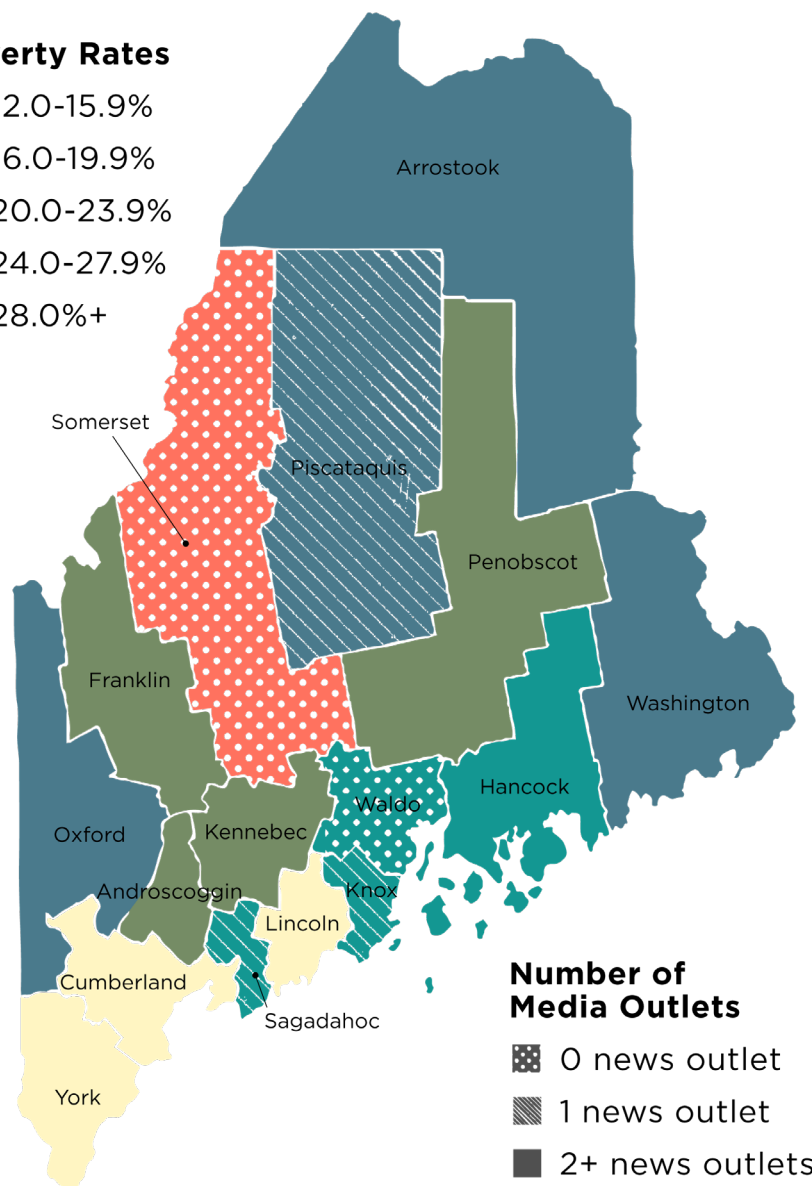 erty Rates
2.0-15.9%
6.0-19.9%
20.0-23.9%
24.0-27.9%
28.0%+
Arrostook
Somerset
Piscataquis
Penobscot
Franklin
Washington
Hancock
Waldo
Oxford
Kennebec
Androscoggin
Knox
Lincoln
Cumberland
Sagadahoc
York
Number of
Media Outlets
0 news outlet
1 news outlet
2+ news outlets